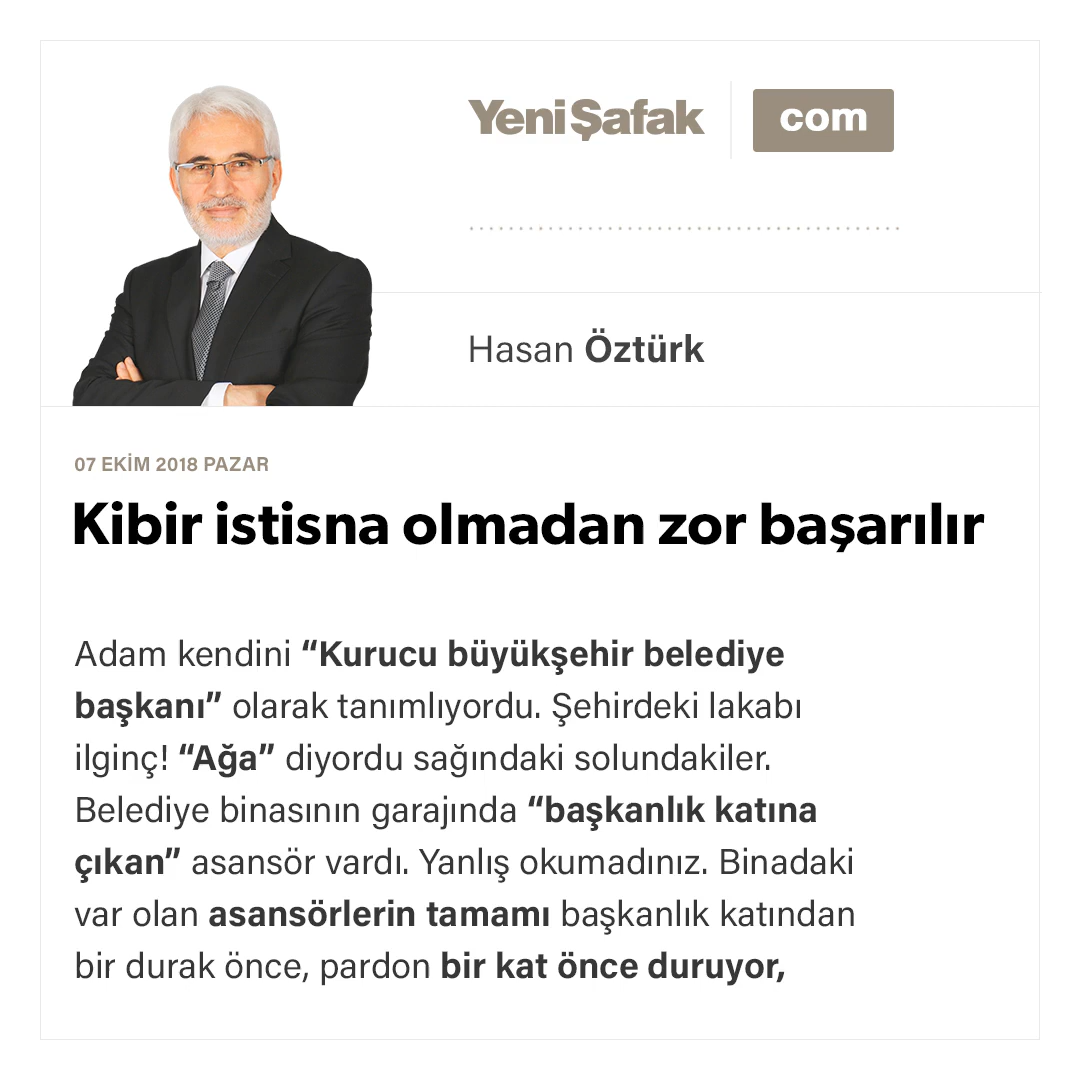 YeniŞafak com
Hasan Öztürk
07 EKİM 2018 PAZAR
Kibir istisna olmadan zor başarılır
Adam kendini “Kurucu büyükşehir belediye
başkanı” olarak tanımlıyordu. Şehirdeki lakabı
ilginç! “Ağa” diyordu sağındaki solundakiler.
Belediye binasının garajında “başkanlık katına
çıkan” asansör vardı. Yanlış okumadınız. Binadaki
var olan asansörlerin tamamı başkanlık katından
bir durak önce, pardon bir kat önce duruyor,